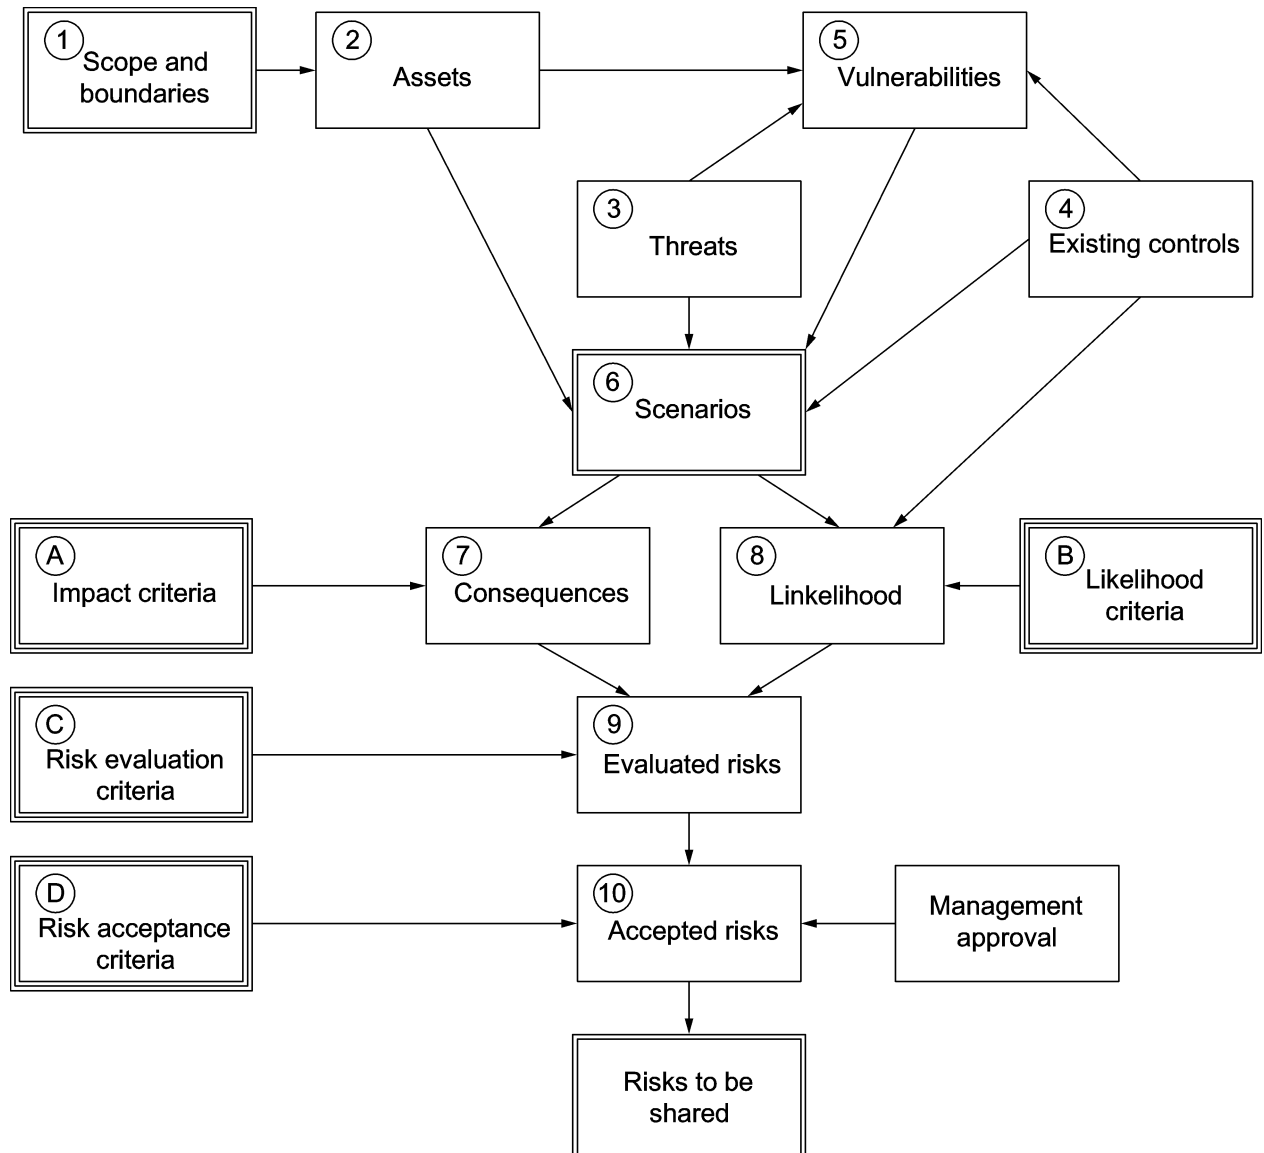 1
Scope and
boundaries
2
Assets
5
Vulnerabilities
3
Threats
4
Existing controls
6
Scenarios
A
Impact criteria
7
Consequences
8
Linkelihood
B
Likelihood
criteria
C
Risk evaluation
criteria
9
Evaluated risks
D
Risk acceptance
criteria
10
Accepted risks
Management
approval
Risks to be
shared